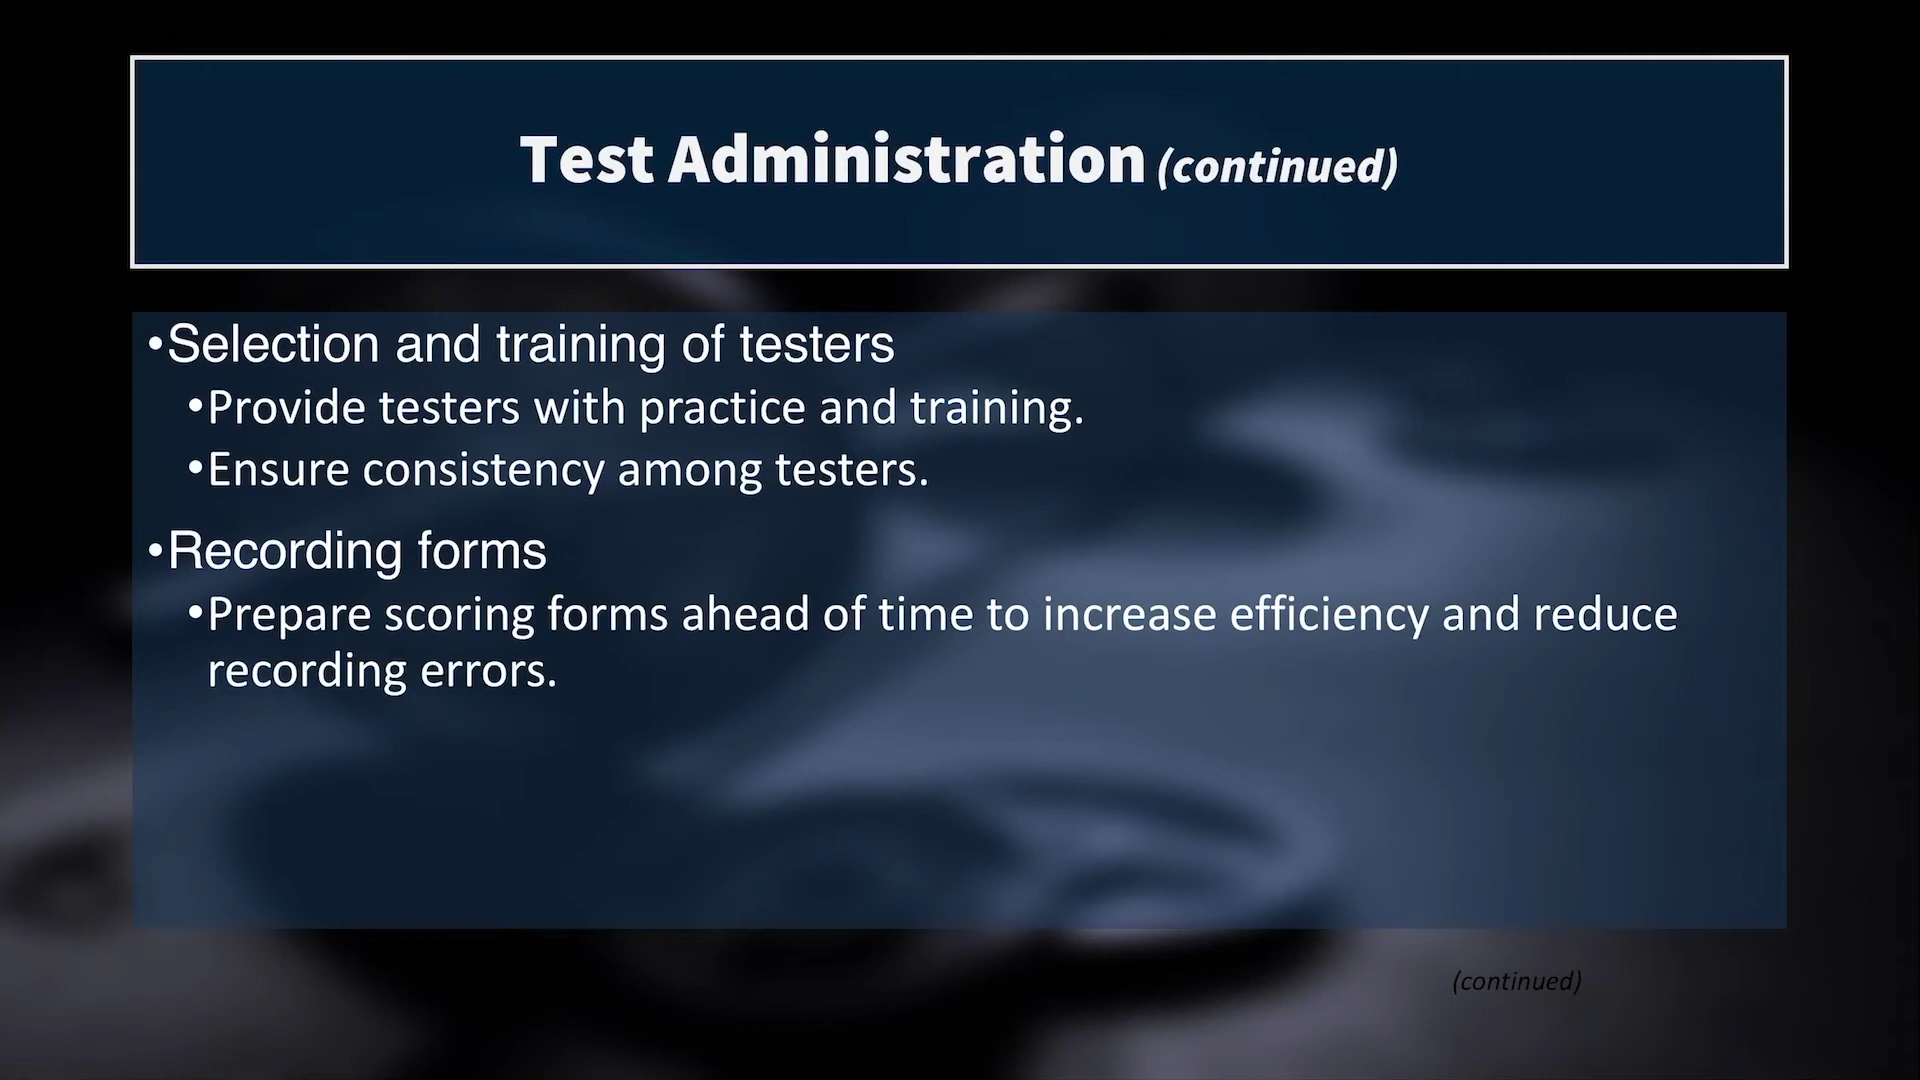 Test Administration (continued)
•Selection and training of testers
•Provide testers with practice and training.
•Ensure consistency among testers.
•Recording forms
•Prepare scoring forms ahead of time to increase efficiency and reduce
recording errors.
(continued)